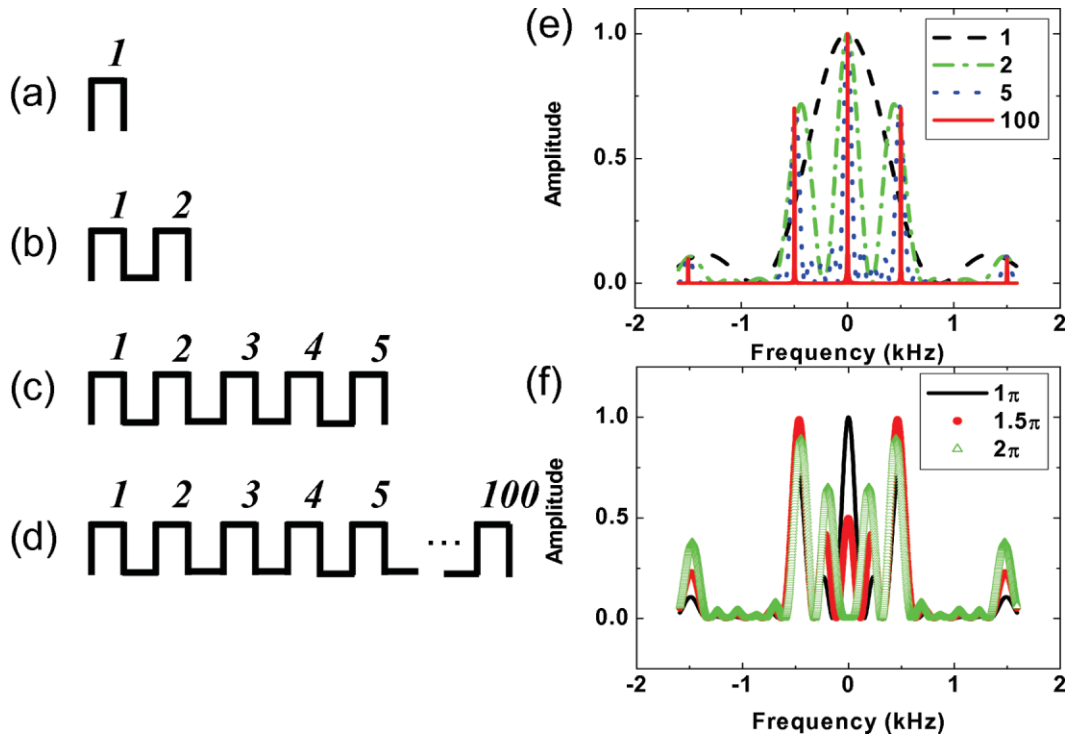 (a)
1
(b)
1 2
(c)
1 2 3 4 5
(d)
1 2 3 4 5 ... 100
(e)
Amplitude
1.0
0.5
0.0
-2 -1 0 1 2
Frequency (kHz)
1
2
5
100
(f)
Amplitude
1.0
0.5
0.0
-2 -1 0 1 2
Frequency (kHz)
1π
1.5π
2π